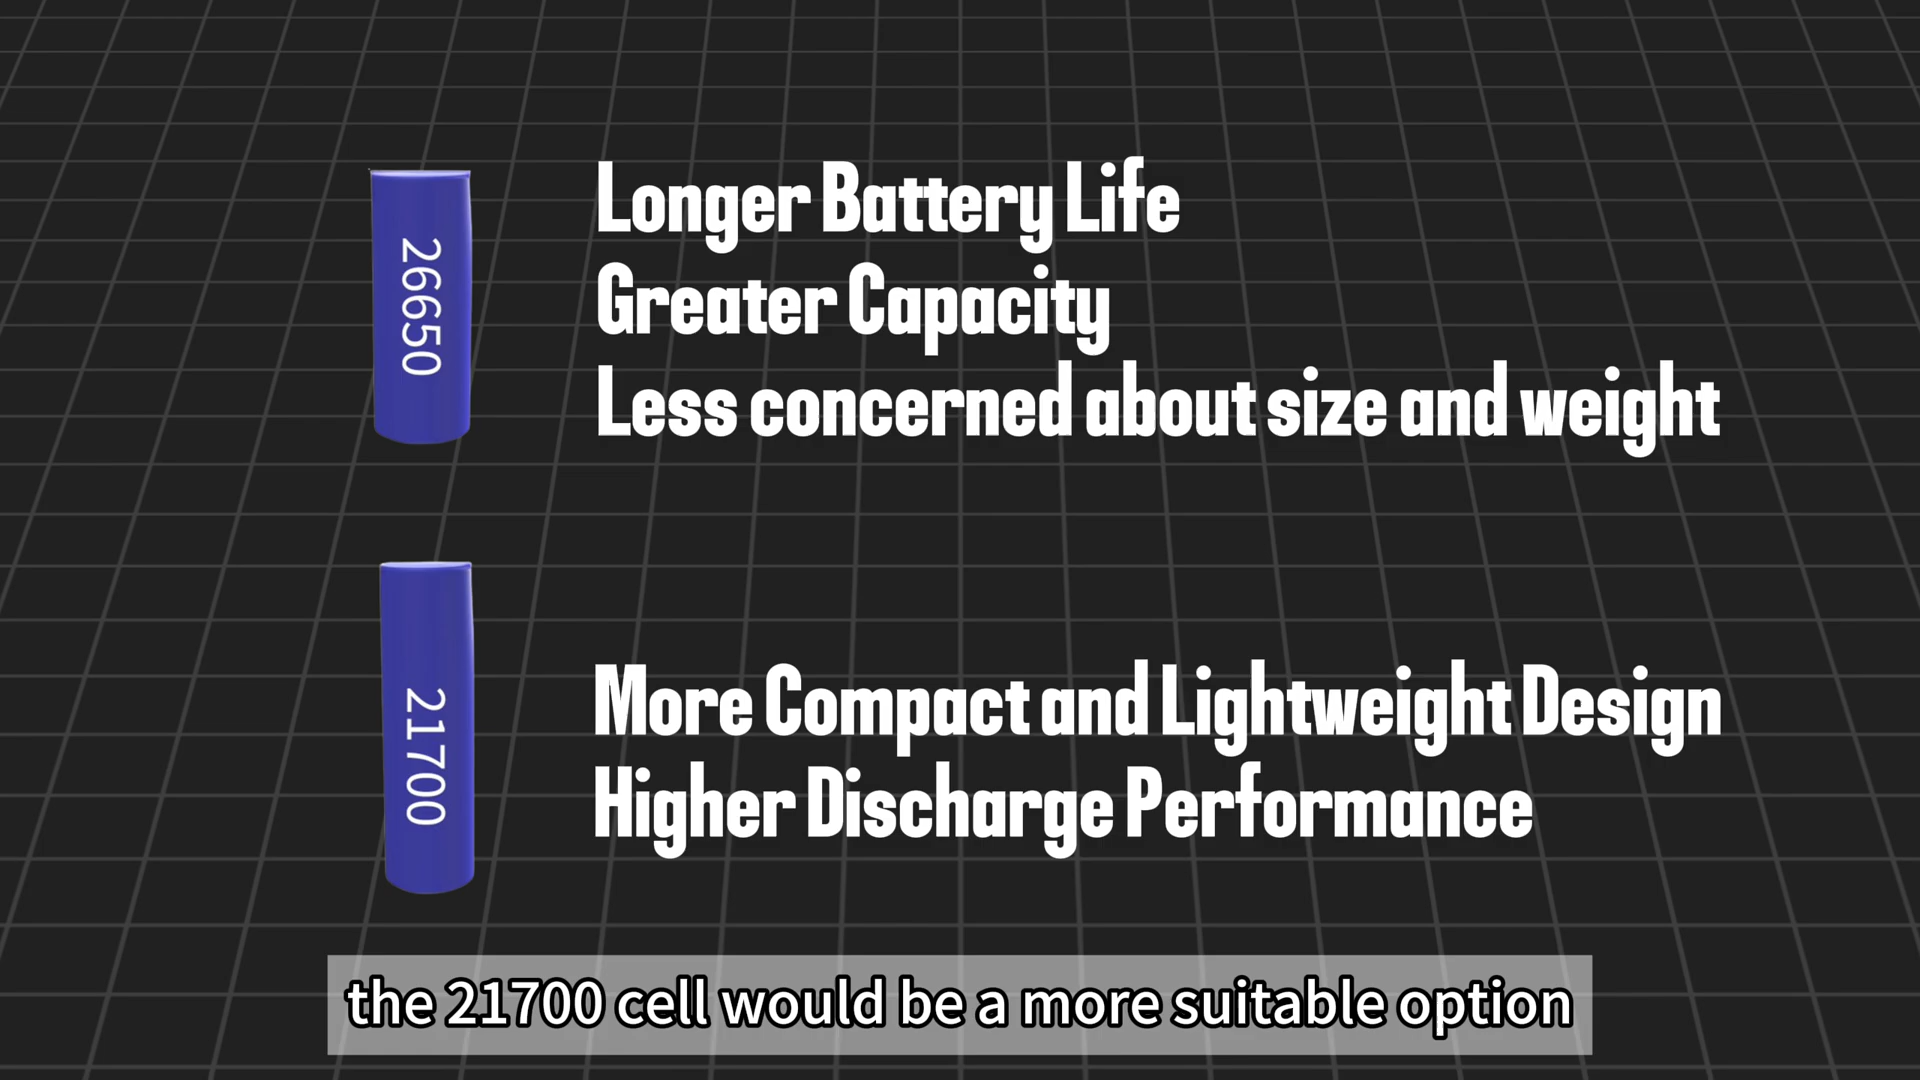 26650
Longer Battery Life
Greater Capacity
Less concerned about size and weight
21700
More Compact and Lightweight Design
Higher Discharge Performance
the 21700 cell would be a more suitable option